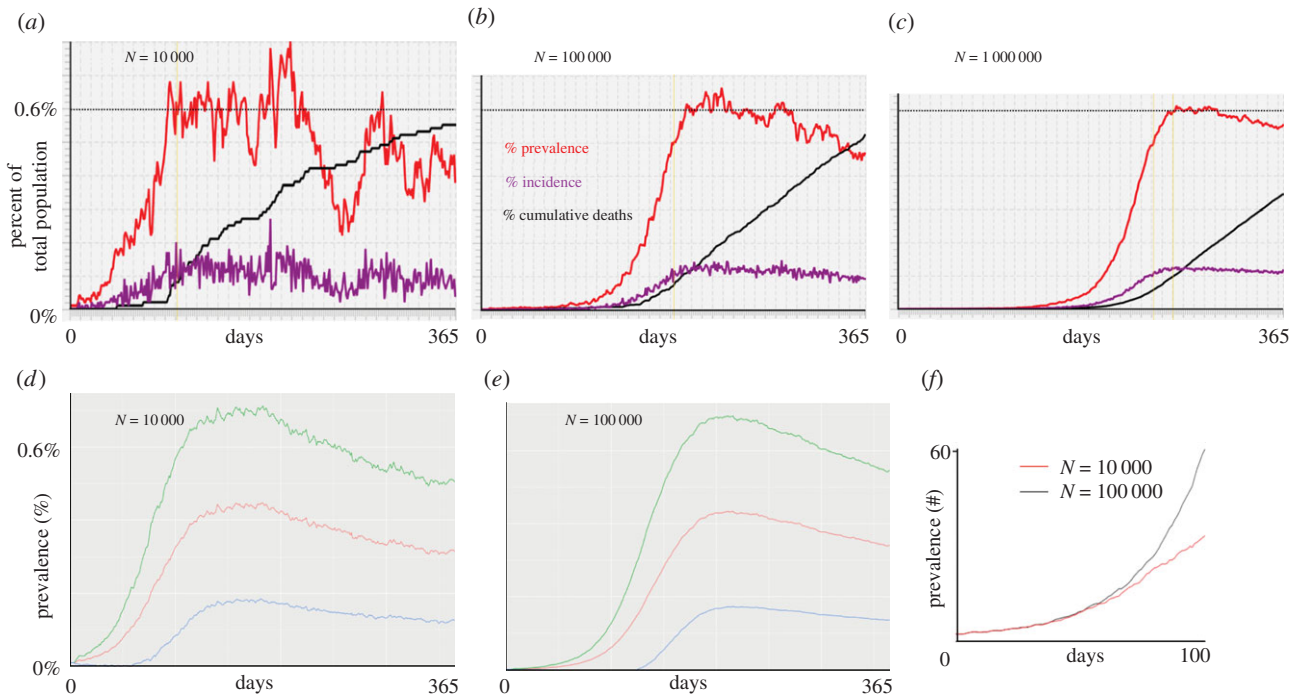 (a)
N = 10 000
0.6%
percent of
total population
0%
0
days
365
(b)
N = 100 000
% prevalence
% incidence
% cumulative deaths
0
days
365
(c)
N = 1 000 000
0
days
365
(d)
N = 10 000
0.6%
prevalence (%)
0%
0
days
365
(e)
N = 100 000
0
days
365
(f)
60
N = 10 000
N = 100 000
prevalence (#)
0
days
100